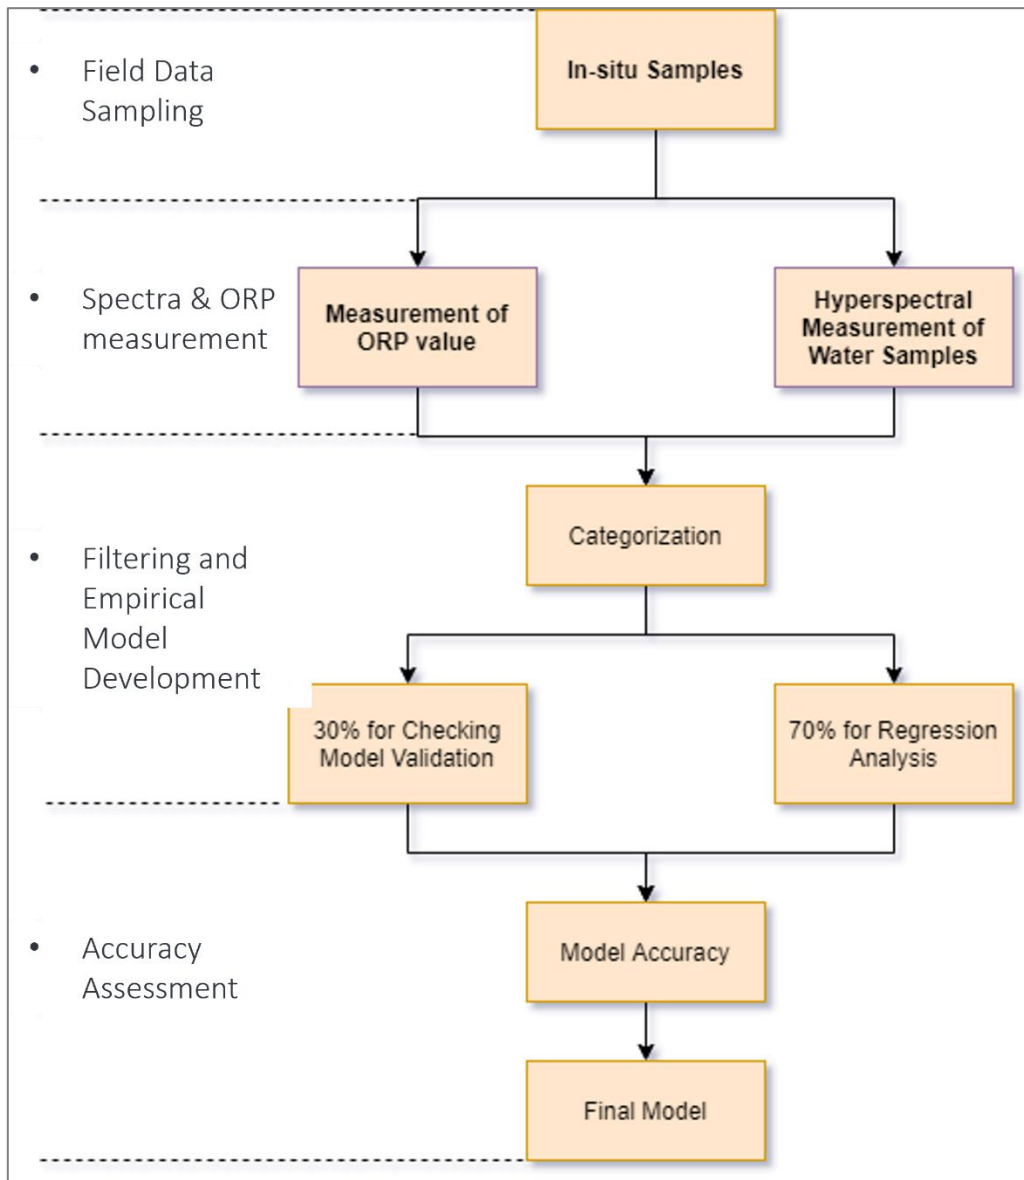 • Field Data
Sampling
In-situ Samples
• Spectra & ORP
measurement
Measurement of
ORP value
Hyperspectral
Measurement of
Water Samples
• Filtering and
Empirical
Model
Development
Categorization
30% for Checking
Model Validation
70% for Regression
Analysis
• Accuracy
Assessment
Model Accuracy
Final Model